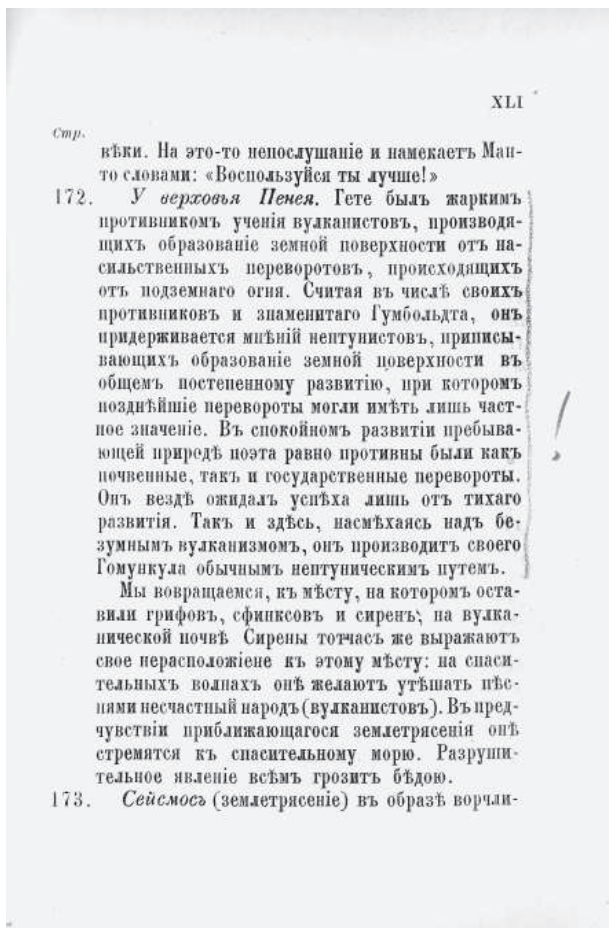 XLI
Стр.
вѣки. На это-то непослушаніе и намекаетъ Ман-
то словами: «Воспользуйся ты лучше!»
172. У верховья Пенея. Гете былъ жаркимъ
противникомъ ученія вулканистовъ, производя-
щихъ образованіе земной поверхности отъ на-
сильственныхъ переворотовъ, происходящихъ
отъ подземнаго огня. Считая въ числѣ своихъ
противниковъ и знаменитаго Гумбольдта, онъ
придерживается мнѣній нептунистовъ, приписы-
вающихъ образованіе земной поверхности въ
общемъ постепенному развитію, при которомъ
позднѣйшіе перевороты могли имѣть лишь част-
ное значеніе. Въ спокойномъ развитіи пребыва-
ющей природѣ поэта равно противны были какъ
почвенные, такъ и государственные перевороты.
Онъ вездѣ ожидалъ успѣха лишь отъ тихаго
развитія. Такъ и здѣсь, насмѣхаясь надъ бе-
зумнымъ вулканизмомъ, онъ производитъ своего
Гомункула обычнымъ нептуническимъ путемъ.
Мы вовращаемся, къ мѣсту, на которомъ оста-
вили грифовъ, сфинксовъ и сиренъ; на вулка-
нической почвѣ Сирены тотчасъ же выражаютъ
свое нерасположіене къ этому мѣсту: на спаси-
тельныхъ волнахъ онѣ желаютъ утѣшать пѣс-
нями несчастный народъ (вулканистовъ). Въ пред-
чувствіи приближающагося землетрясенія онѣ
стремятся къ спасительному морю. Разруши-
тельное явленіе всѣмъ грозитъ бѣдою.
173. Сейсмосъ (землетрясеніе) въ образѣ ворчли-
!